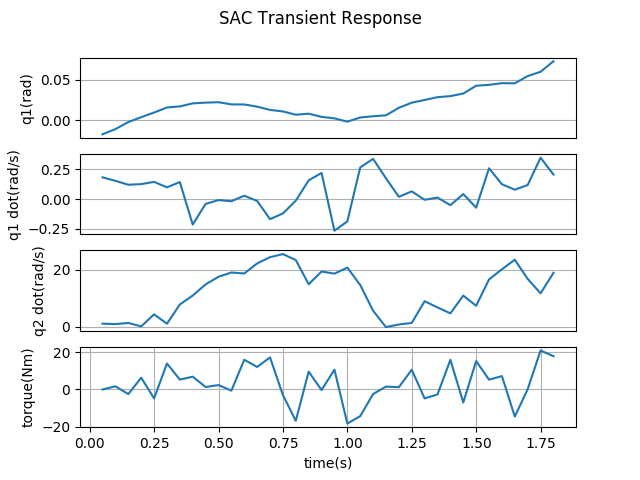 SAC Transient Response
q1(rad)
0.05
0.00
q1 dot(rad/s)
0.25
0.00
−0.25
q2 dot(rad/s)
20
0
torque(Nm)
20
0
−20
0.00 0.25 0.50 0.75 1.00 1.25 1.50 1.75
time(s)